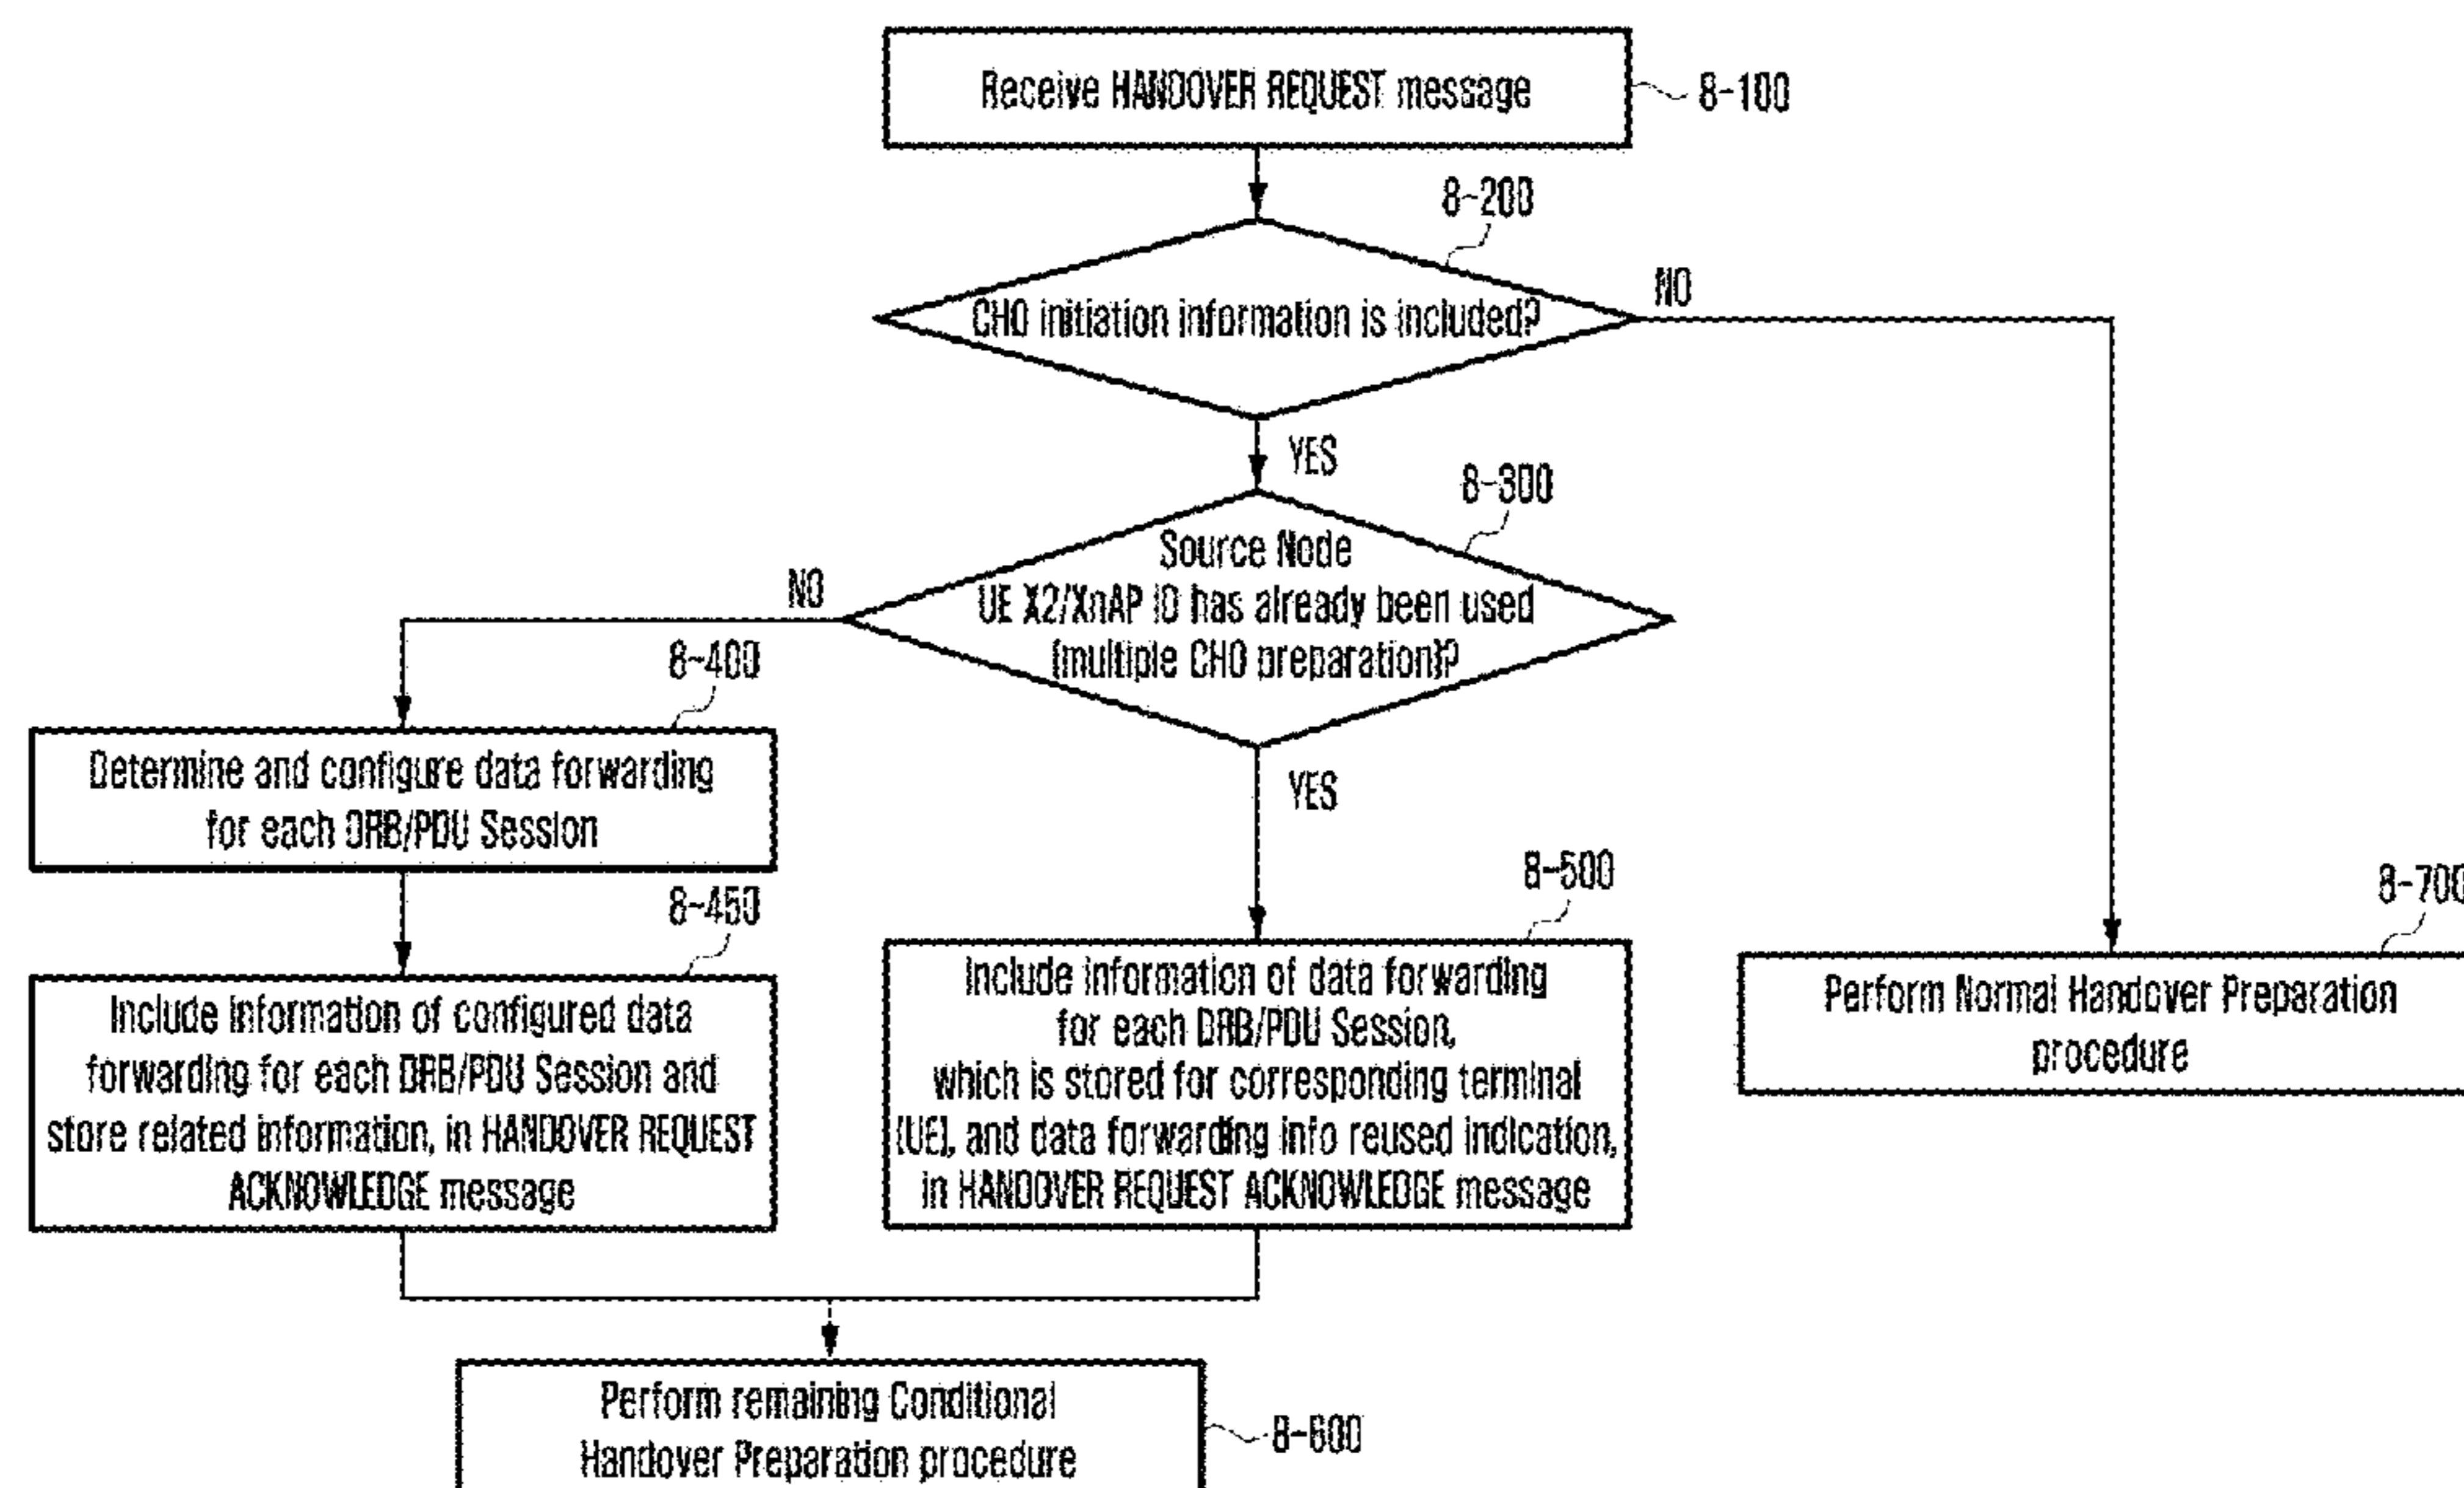 Receive HANDOVER REQUEST message
8-100
8-200
CHO initiation information is included?
NO
YES
8-300
Source Node
UE X2/XnAP ID has already been used
(multiple CHO preparation)?
NO
YES
8-400
Determine and configure data forwarding
for each DRB/PDU Session
8-450
Include information of configured data
forwarding for each DRB/PDU Session and
store related information, in HANDOVER REQUEST
ACKNOWLEDGE message
8-500
Include information of data forwarding
for each DRB/PDU Session,
which is stored for corresponding terminal
(UE), and data forwarding info reused indication,
in HANDOVER REQUEST ACKNOWLEDGE message
8-700
Perform Normal Handover Preparation
procedure
Perform remaining Conditional
Handover Preparation procedure
8-600